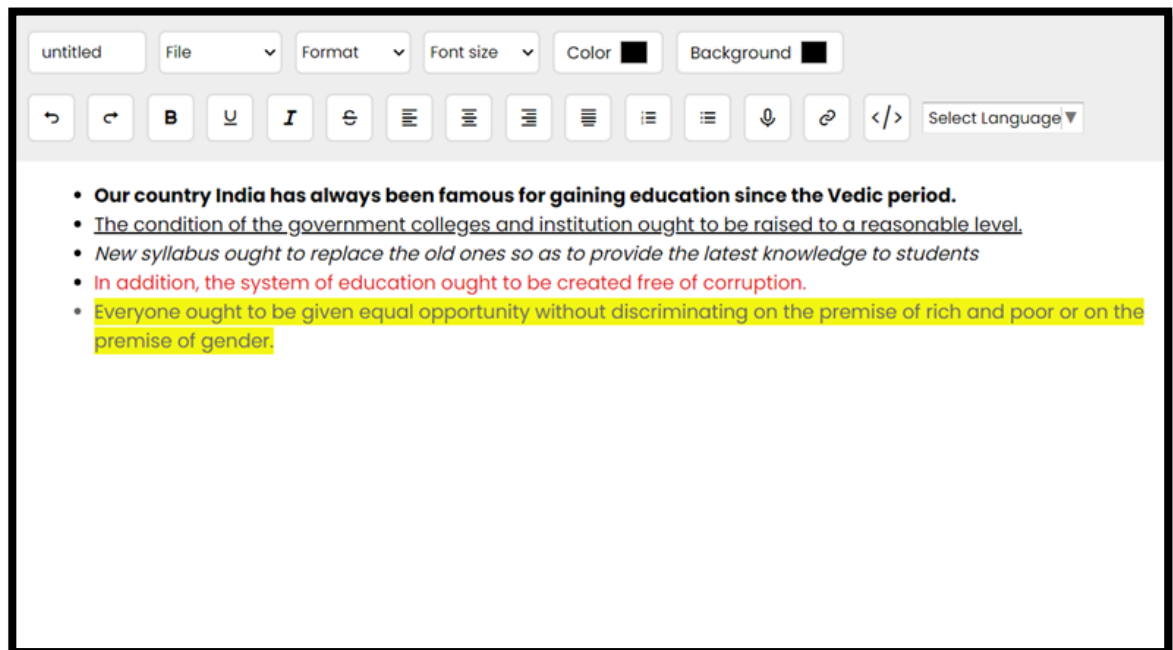 untitled File Format Font size Color Background
B U I S </> Select Language▼
• Our country India has always been famous for gaining education since the Vedic period.
• The condition of the government colleges and institution ought to be raised to a reasonable level.
• New syllabus ought to replace the old ones so as to provide the latest knowledge to students
• In addition, the system of education ought to be created free of corruption.
• Everyone ought to be given equal opportunity without discriminating on the premise of rich and poor or on the
premise of gender.